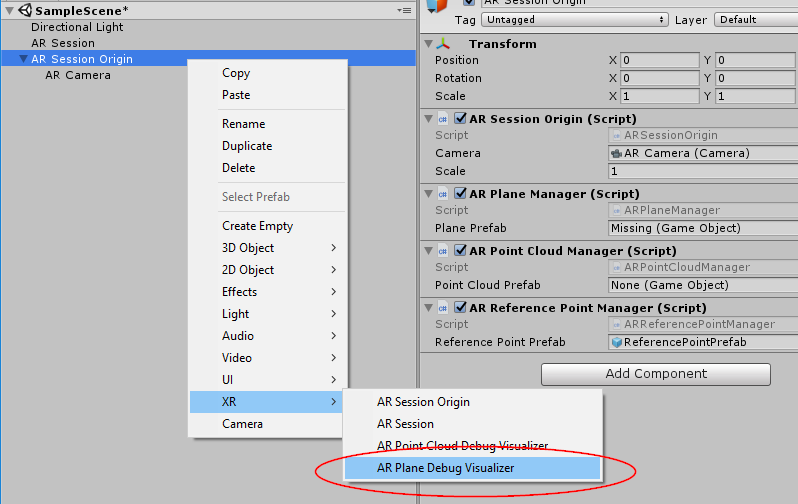 SampleScene*
Directional Light
AR Session
AR Session Origin
AR Camera
Copy
Paste
Rename
Duplicate
Delete
Select Prefab
Create Empty
3D Object
2D Object
Effects
Light
Audio
Video
UI
XR
Camera
AR Session Origin
AR Session
AR Point Cloud Debug Visualizer
AR Plane Debug Visualizer
AR Session Origin
Tag Untagged Layer Default
Transform
Position X 0 Y 0
Rotation X 0 Y 0
Scale X 1 Y 1
AR Session Origin (Script)
Script ARSessionOrigin
Camera AR Camera (Camera)
Scale 1
AR Plane Manager (Script)
Script ARPlaneManager
Plane Prefab Missing (Game Object)
AR Point Cloud Manager (Script)
Script ARPointCloudManager
Point Cloud Prefab None (Game Object)
AR Reference Point Manager (Script)
Script ARReferencePointManager
Reference Point Prefab ReferencePointPrefab
Add Component